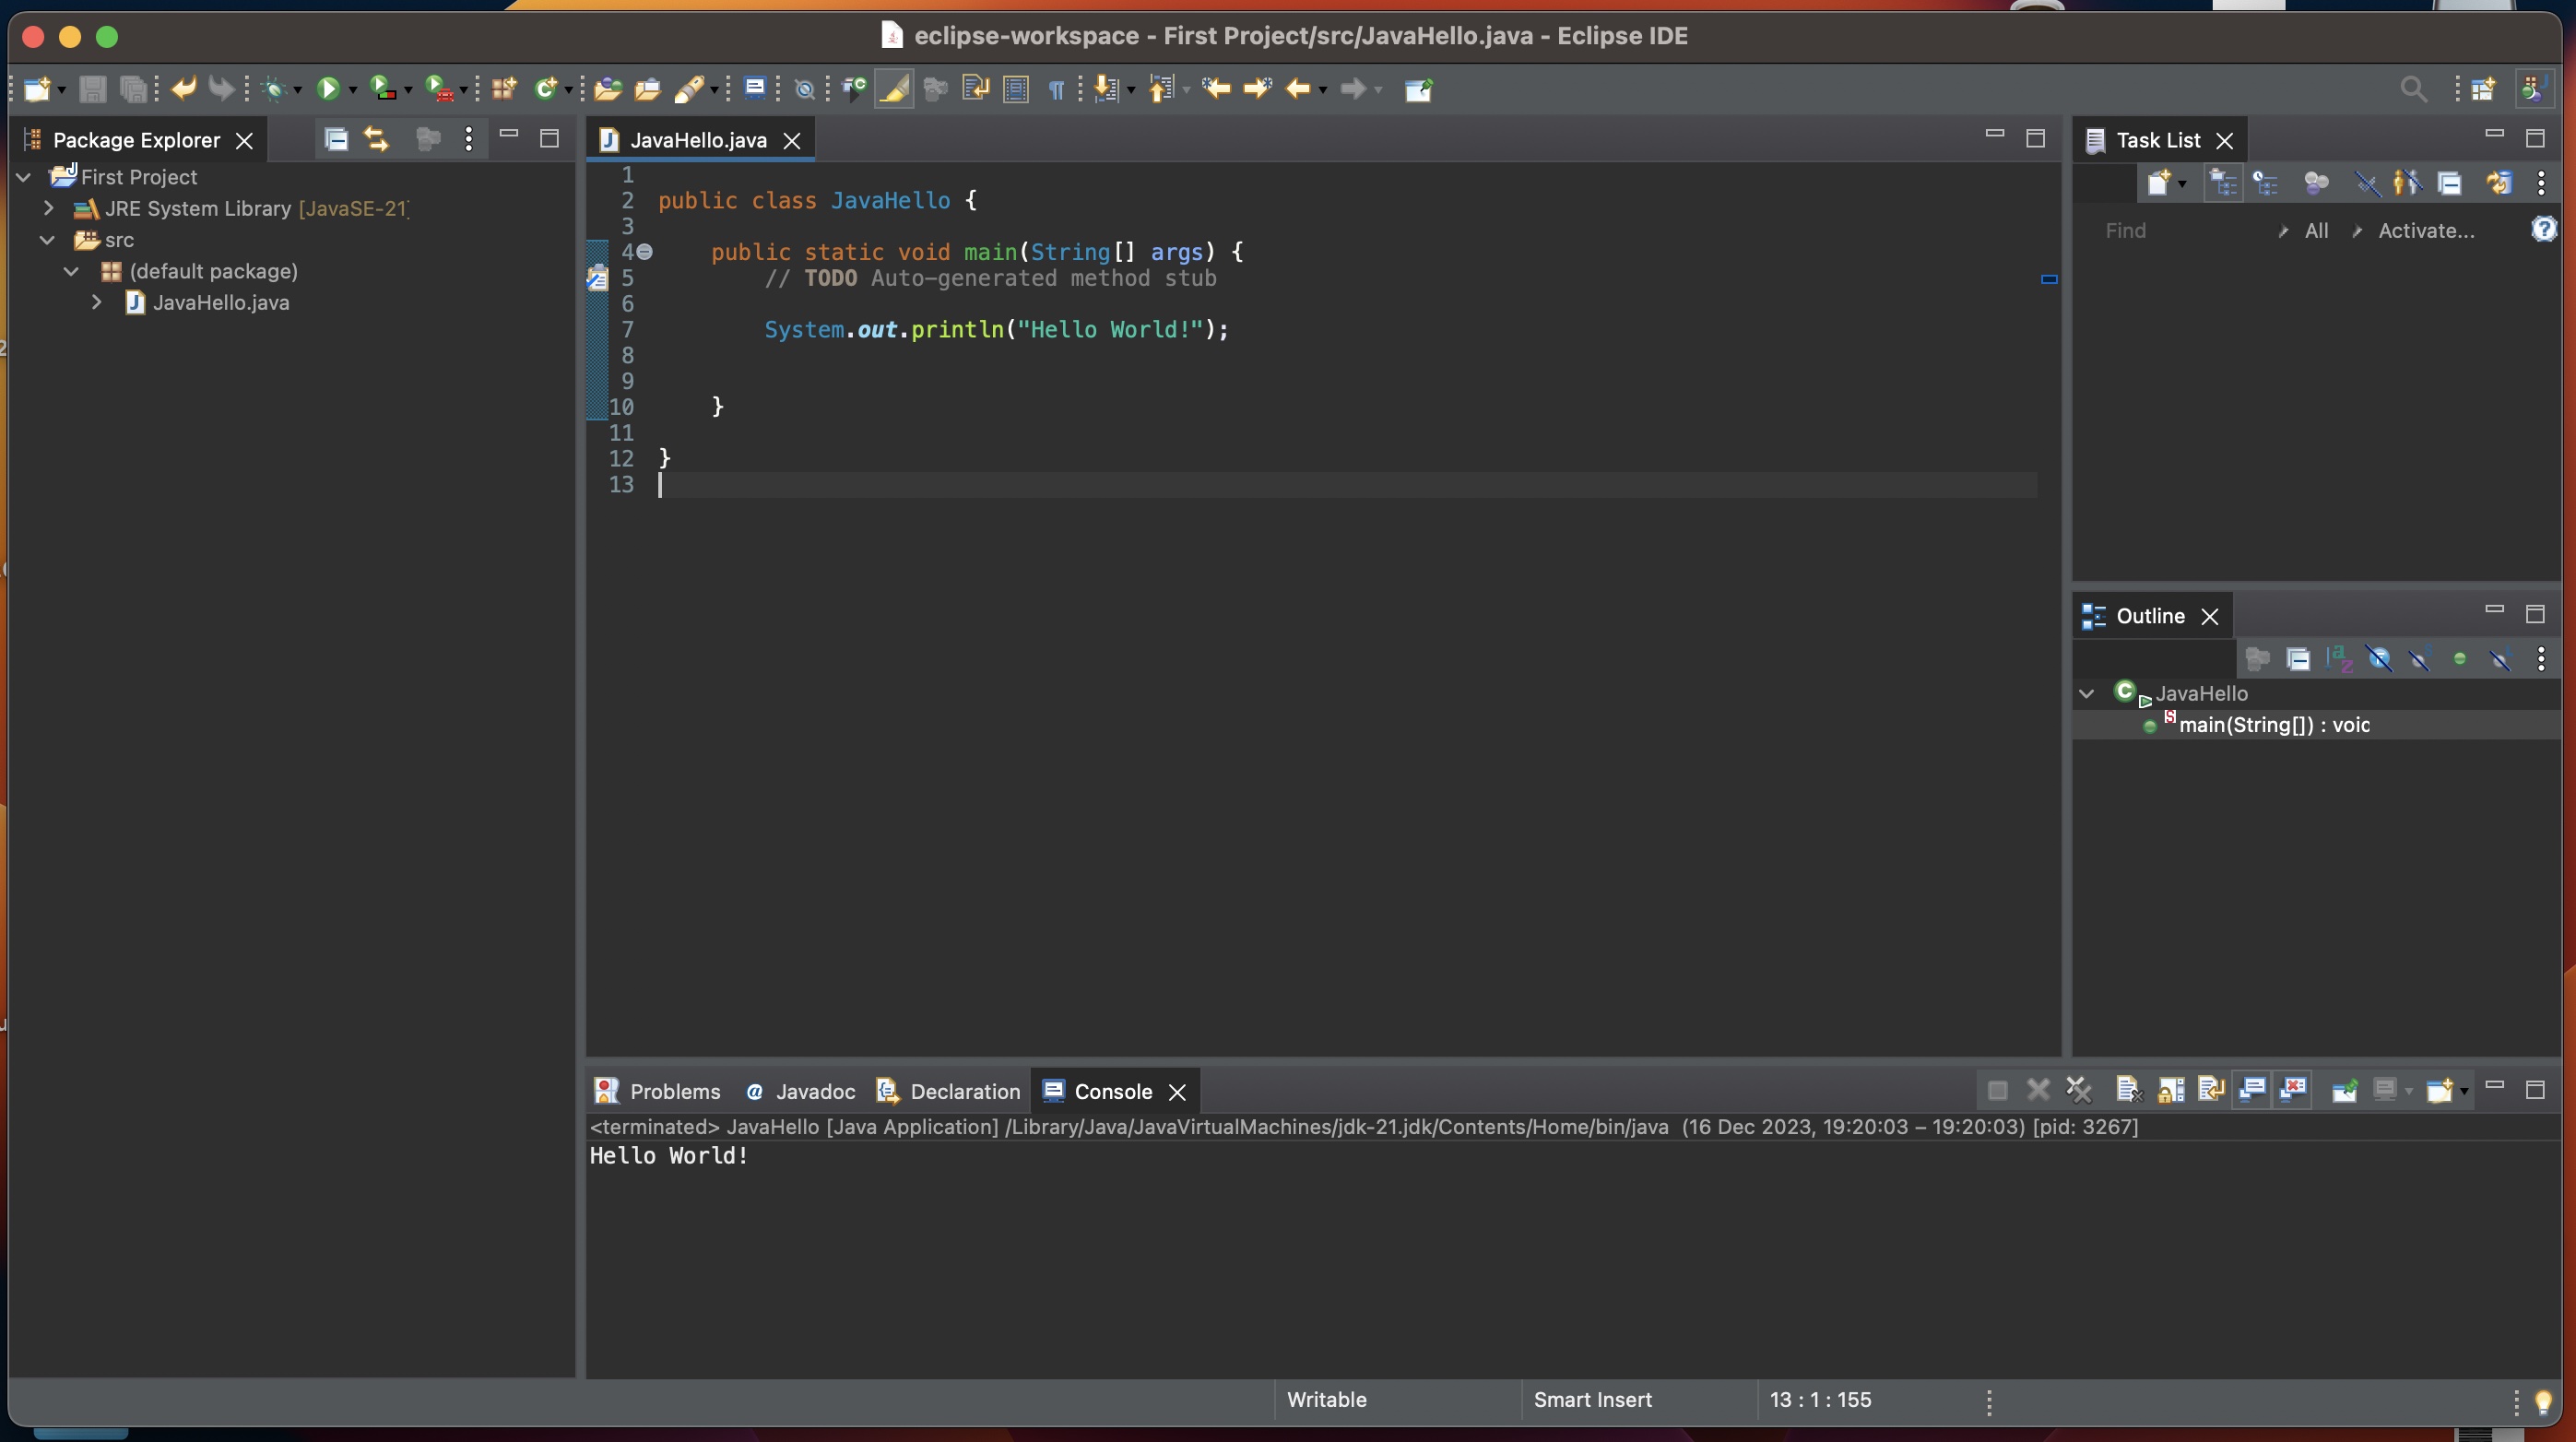 eclipse-workspace - First Project/src/JavaHello.java - Eclipse IDE
Package Explorer
First Project
JRE System Library [JavaSE-21]
src
(default package)
JavaHello.java
JavaHello.java
1
2 public class JavaHello {
3
4 public static void main(String[] args) {
5 // TODO Auto-generated method stub
6
7 System.out.println("Hello World!");
8
9
10 }
11
12 }
13
Task List
Find All Activate...
Outline
JavaHello
main(String[]) : voic
Problems Javadoc Declaration Console
<terminated> JavaHello [Java Application] /Library/Java/JavaVirtualMachines/jdk-21.jdk/Contents/Home/bin/java (16 Dec 2023, 19:20:03 – 19:20:03) [pid: 3267]
Hello World!
Writable Smart Insert 13 : 1 : 155